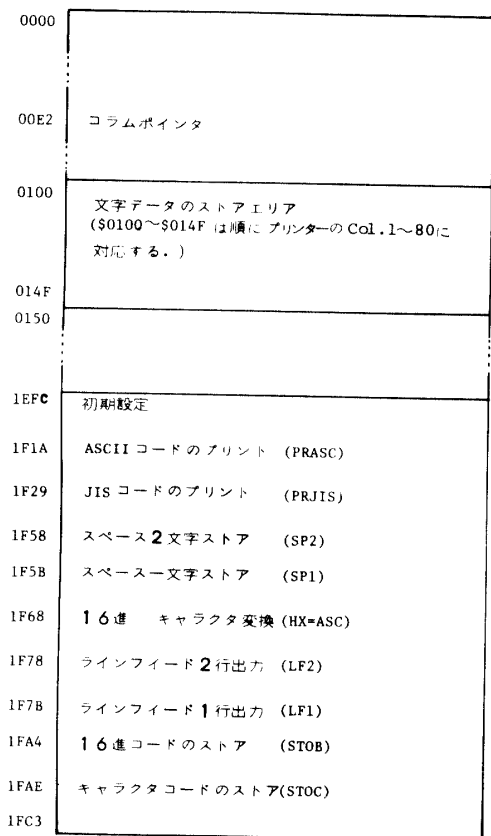 0000
00E2 コラムポインタ
0100
文字データのストアエリア
($0100～$014F は順に プリンターの Col.1～80に
対応する.)
014F
0150
1EFC 初期設定
1F1A ASCII コードのプリント (PRASC)
1F29 JIS コードのプリント (PRJIS)
1F58 スペース2文字ストア (SP2)
1F5B スペース一文字ストア (SP1)
1F68 16進 キャラクタ変換 (HX=ASC)
1F78 ラインフィード2行出力 (LF2)
1F7B ラインフィード1行出力 (LF1)
1FA4 16進コードのストア (STOB)
1FAE キャラクタコードのストア(STOC)
1FC3